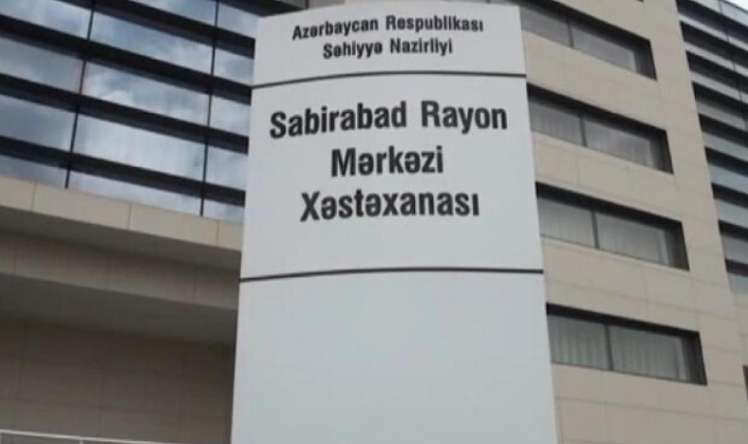 Azərbaycan Respublikası
Səhiyyə Nazirliyi
Sabirabad Rayon
Mərkəzi
Xəstəxanası